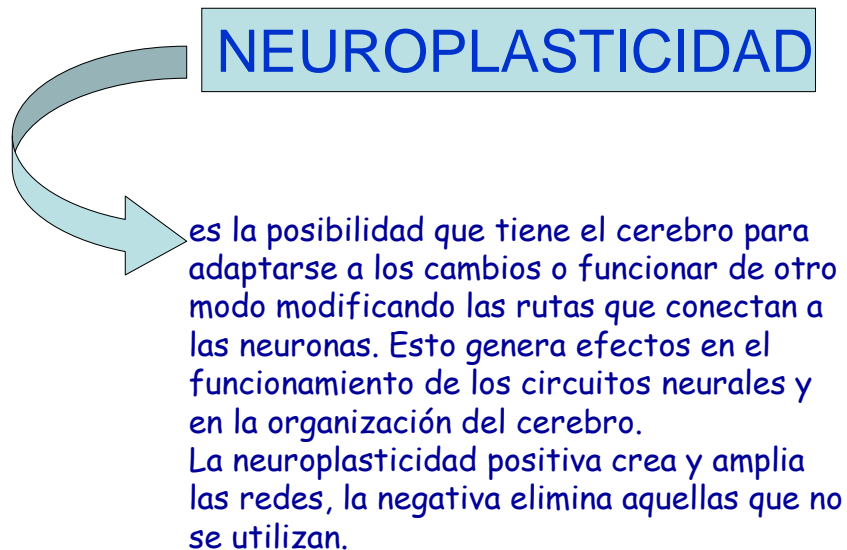 NEUROPLASTICIDAD
es la posibilidad que tiene el cerebro para
adaptarse a los cambios o funcionar de otro
modo modificando las rutas que conectan a
las neuronas. Esto genera efectos en el
funcionamiento de los circuitos neurales y
en la organización del cerebro.
La neuroplasticidad positiva crea y amplia
las redes, la negativa elimina aquellas que no
se utilizan.